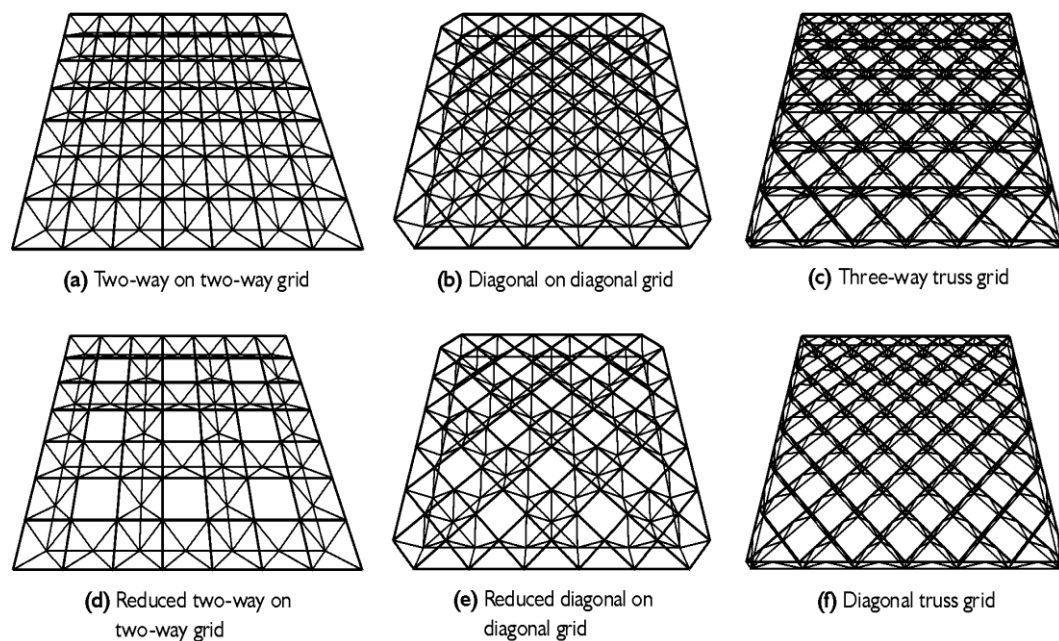 (a) Two-way on two-way grid
(b) Diagonal on diagonal grid
(c) Three-way truss grid
(d) Reduced two-way on
two-way grid
(e) Reduced diagonal on
diagonal grid
(f) Diagonal truss grid